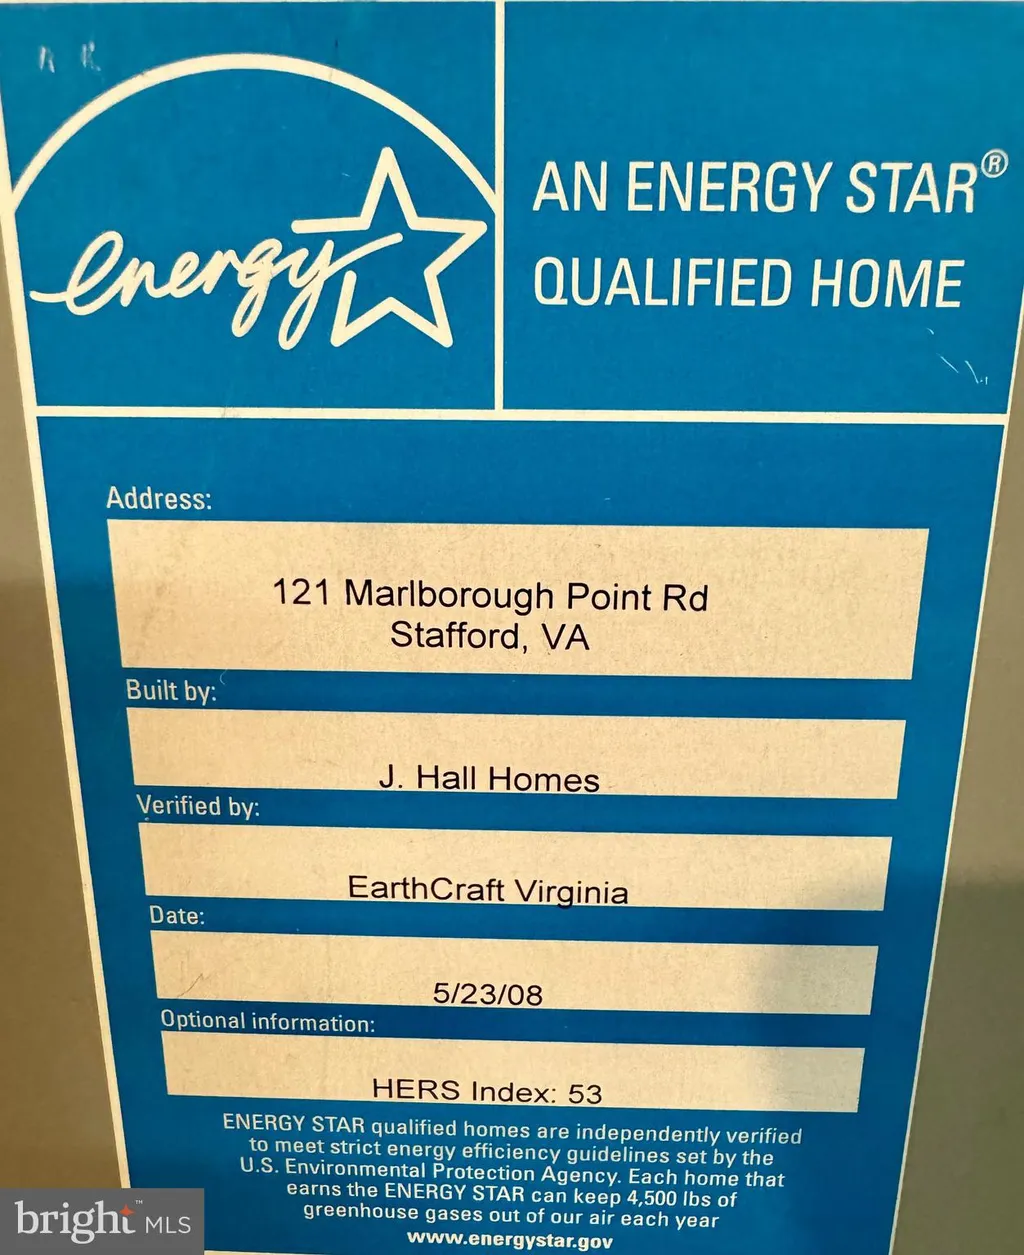 energy
AN ENERGY STAR®
QUALIFIED HOME
Address:
121 Marlborough Point Rd
Stafford, VA
Built by:
J. Hall Homes
Verified by:
EarthCraft Virginia
Date:
5/23/08
Optional information:
HERS Index: 53
ENERGY STAR qualified homes are independently verified
to meet strict energy efficiency guidelines set by the
U.S. Environmental Protection Agency. Each home that
earns the ENERGY STAR can keep 4,500 lbs of
greenhouse gases out of our air each year
www.energystar.gov
bright™ MLS